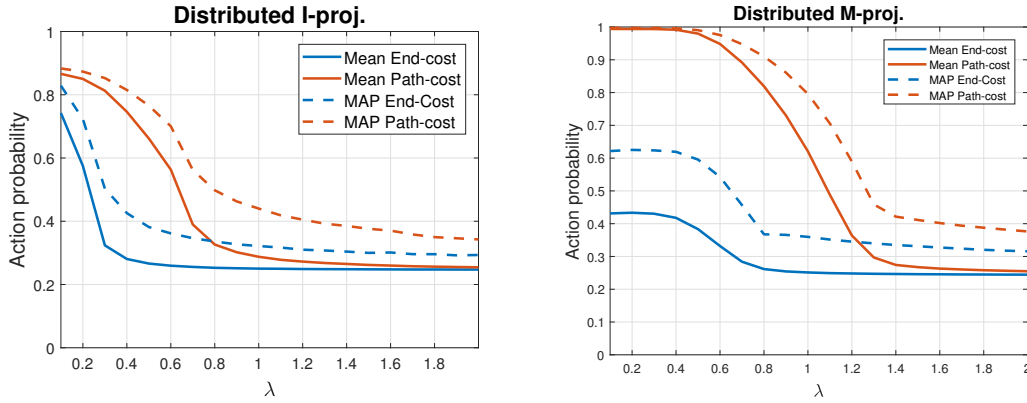 Distributed I-proj.
Action probability
1
0.8
0.6
0.4
0.2
0
Mean End-cost
Mean Path-cost
MAP End-Cost
MAP Path-cost
0.2 0.4 0.6 0.8 1 1.2 1.4 1.6 1.8
λ
Distributed M-proj.
Action probability
1
0.9
0.8
0.7
0.6
0.5
0.4
0.3
0.2
0.1
0
Mean End-cost
Mean Path-cost
MAP End-Cost
MAP Path-cost
0.2 0.4 0.6 0.8 1 1.2 1.4 1.6 1.8 2
λ